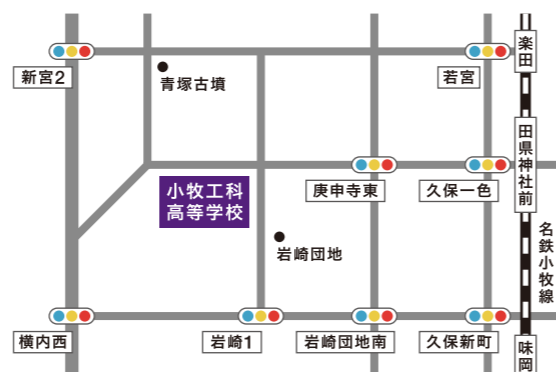 楽田
新宮2
青塚古墳
若宮
田県神社前
小牧工科
高等学校
庚申寺東
久保一色
名鉄小牧線
岩崎団地
横内西
岩崎1
岩崎団地南
久保新町
味岡